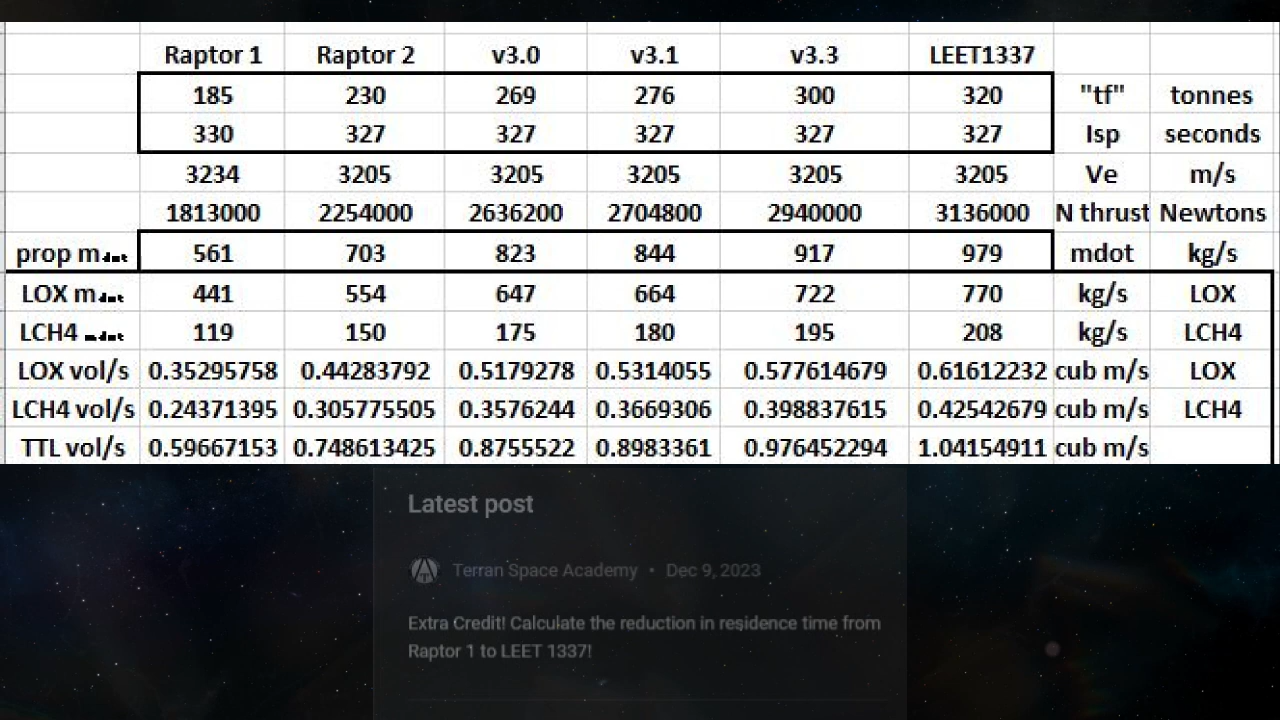 Raptor 1 Raptor 2 v3.0 v3.1 v3.3 LEET1337
185 230 269 276 300 320 "tf" tonnes
330 327 327 327 327 327 Isp seconds
3234 3205 3205 3205 3205 3205 Ve m/s
1813000 2254000 2636200 2704800 2940000 3136000 N thrust Newtons
prop mdot 561 703 823 844 917 979 mdot kg/s
LOX mdot 441 554 647 664 722 770 kg/s LOX
LCH4 mdot 119 150 175 180 195 208 kg/s LCH4
LOX vol/s 0.35295758 0.44283792 0.5179278 0.5314055 0.577614679 0.61612232 cub m/s LOX
LCH4 vol/s 0.24371395 0.305775505 0.3576244 0.3669306 0.398837615 0.42542679 cub m/s LCH4
TTL vol/s 0.59667153 0.748613425 0.8755522 0.8983361 0.976452294 1.04154911 cub m/s
Latest post
Terran Space Academy • Dec 9, 2023
Extra Credit! Calculate the reduction in residence time from
Raptor 1 to LEET 1337!